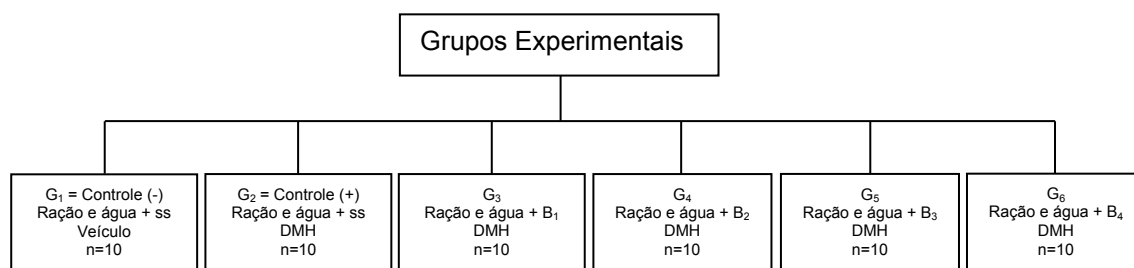 Grupos Experimentais
G₁ = Controle (-)
Ração e água + ss
Veículo
n=10
G₂ = Controle (+)
Ração e água + ss
DMH
n=10
G₃
Ração e água + B₁
DMH
n=10
G₄
Ração e água + B₂
DMH
n=10
G₅
Ração e água + B₃
DMH
n=10
G₆
Ração e água + B₄
DMH
n=10